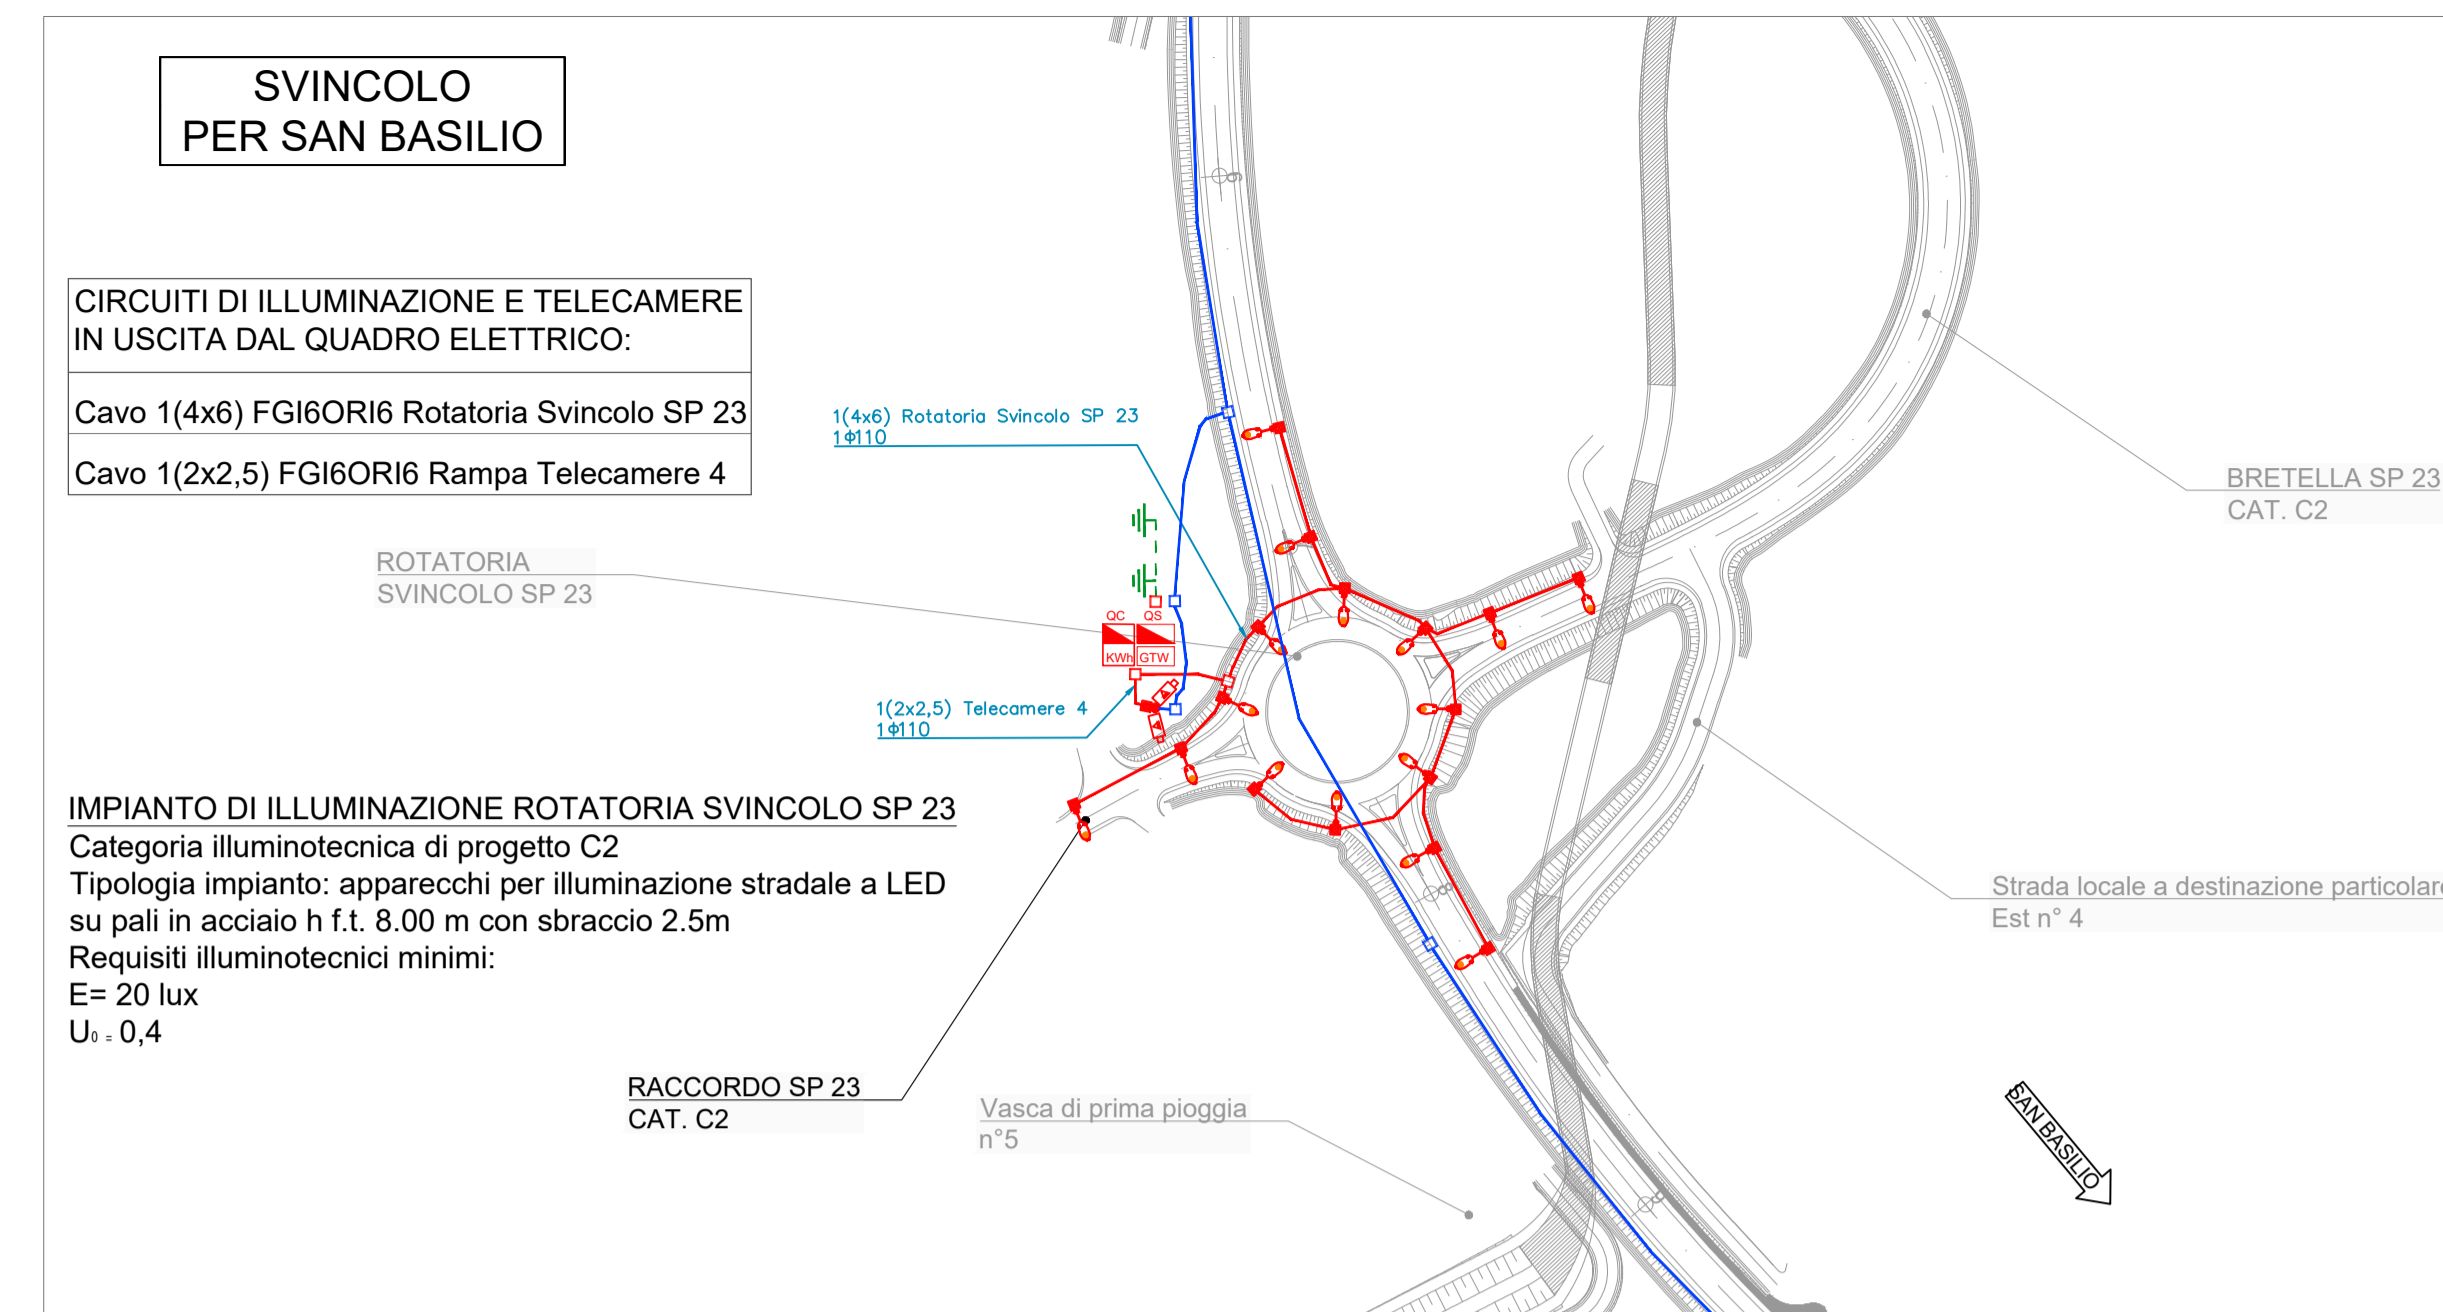 SVINCOLO
PER SAN BASILIO
CIRCUITI DI ILLUMINAZIONE E TELECAMERE
IN USCITA DAL QUADRO ELETTRICO:
Cavo 1(4x6) FGI6ORI6 Rotatoria Svincolo SP 23
Cavo 1(2x2,5) FGI6ORI6 Rampa Telecamere 4
9
1(4x6) Rotatoria Svincolo SP 23
1Φ110
BRETELLA SP 23
CAT. C2
ROTATORIA
SVINCOLO SP 23
QC QS
KWh GTW
1(2x2,5) Telecamere 4
1Φ110
IMPIANTO DI ILLUMINAZIONE ROTATORIA SVINCOLO SP 23
Categoria illuminotecnica di progetto C2
Tipologia impianto: apparecchi per illuminazione stradale a LED
su pali in acciaio h f.t. 8.00 m con sbraccio 2.5m
Requisiti illuminotecnici minimi:
E= 20 lux
U₀ = 0,4
8
Strada locale a destinazione particolare
Est n° 4
RACCORDO SP 23
CAT. C2
Vasca di prima pioggia
n°5
SAN BASILIO